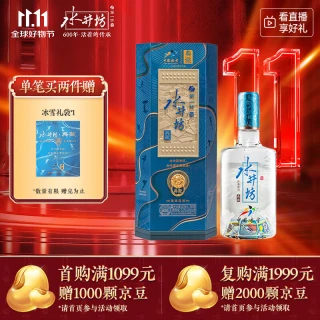 11.11
全球好物节
水井坊
600年·活着的传承
看直播
享好礼
单笔买两件赠
冰雪礼袋*1
*数量有限 赠完为止
水井坊
水井坊
首购满1099元
赠1000颗京豆
*请首页参与活动领取
复购满1999元
赠2000颗京豆
*请首页参与活动领取